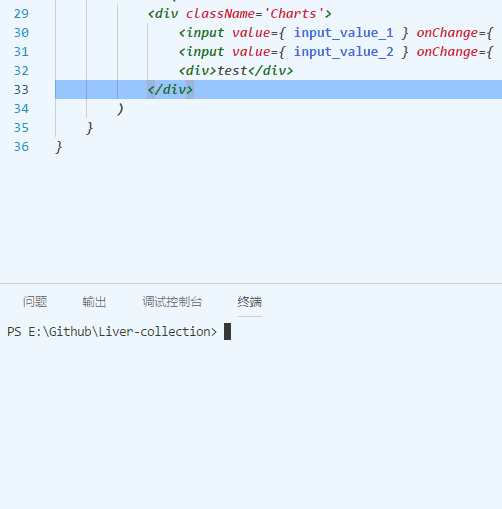 29 <div className='Charts'>
30 <input value={ input_value_1 } onChange={
31 <input value={ input_value_2 } onChange={
32 <div>test</div>
33 </div>
34 )
35 }
36 }
问题 输出 调试控制台 终端
PS E:\Github\Liver-collection>